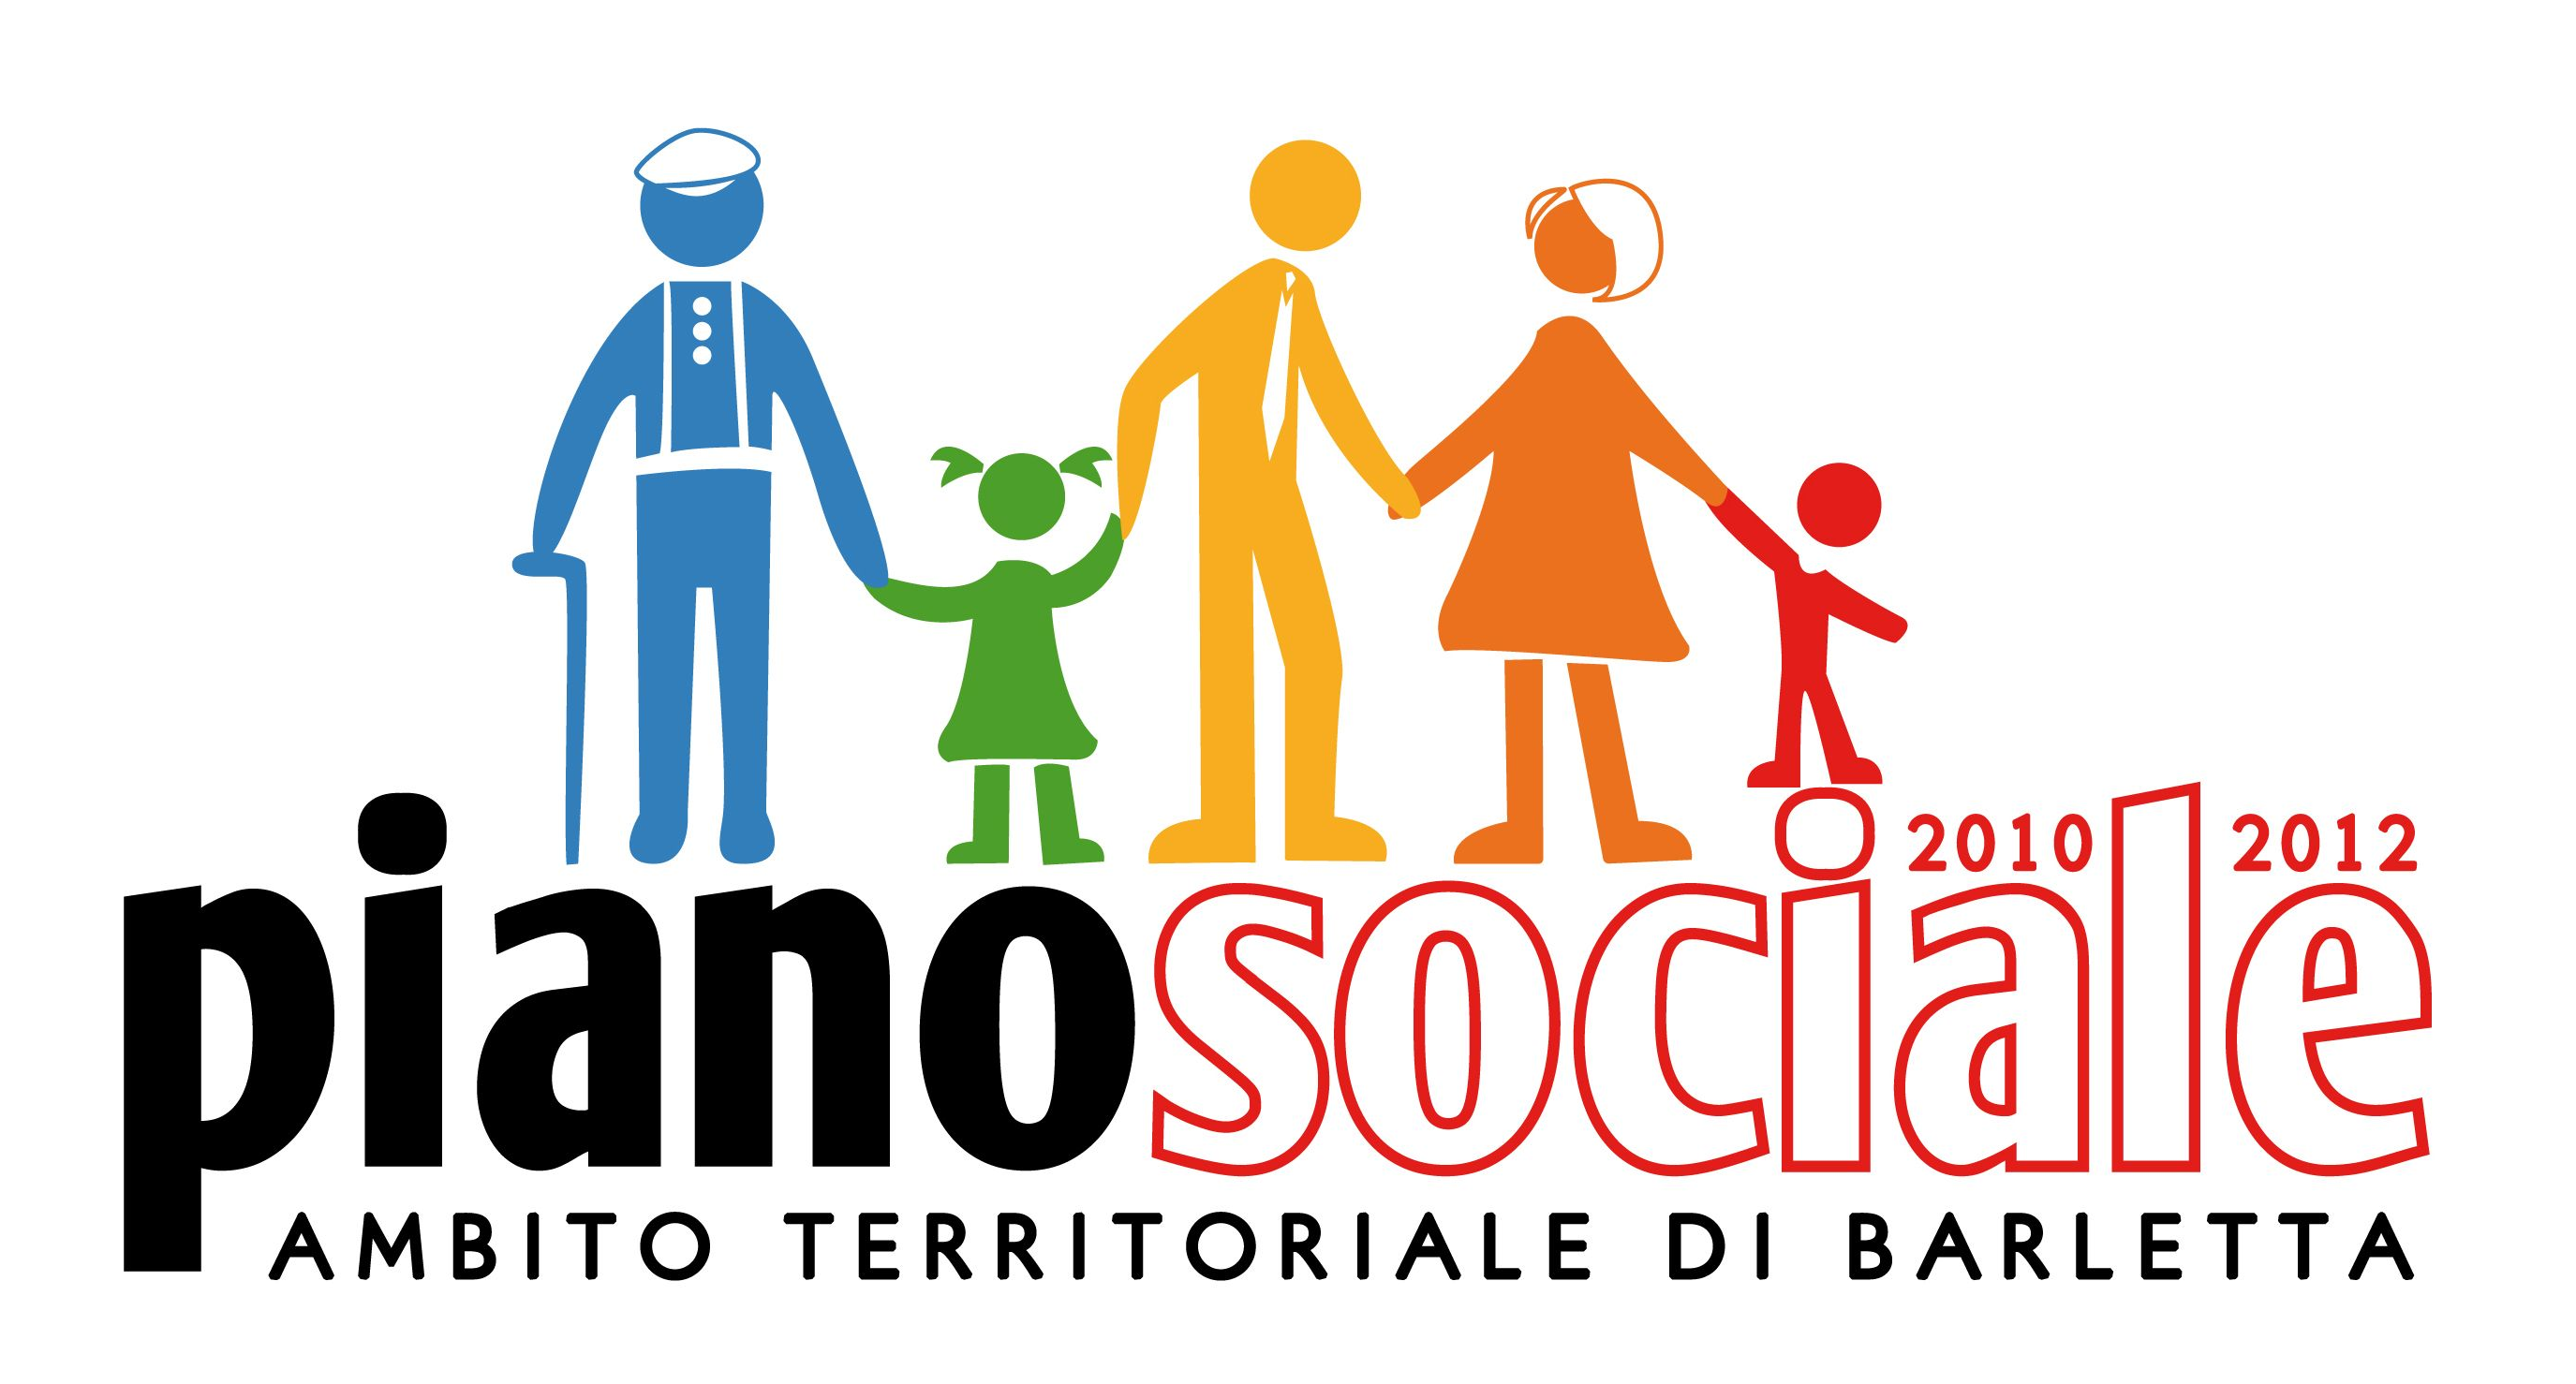 2010 2012
pianosociale
AMBITO TERRITORIALE DI BARLETTA